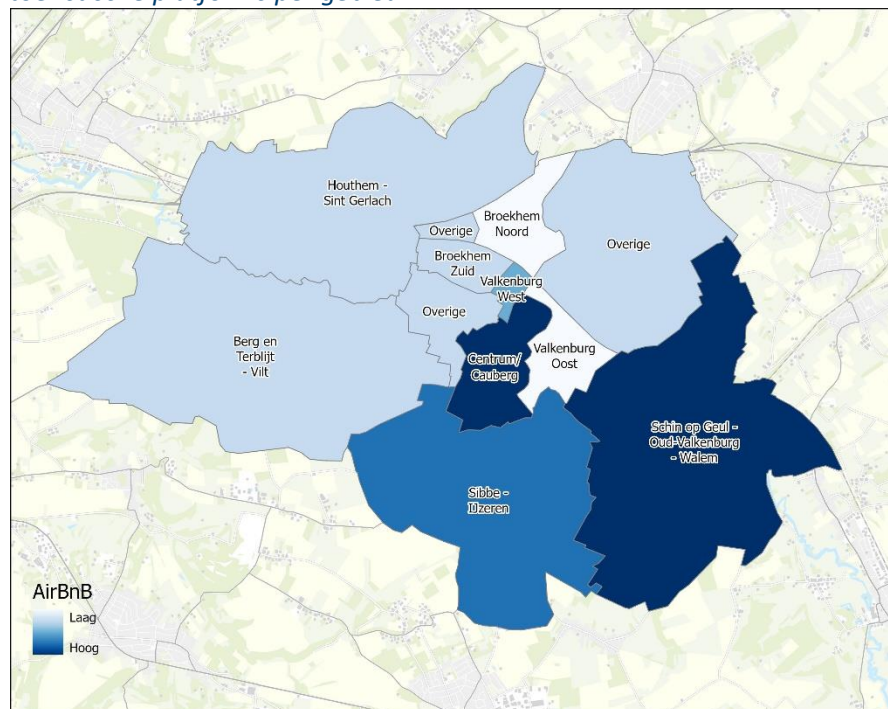 Houthem -
Sint Gerlach
Broekhem
Noord
Overige
Overige
Broekhem
Zuid
Valkenburg
West
Overige
Berg en
Terblijt
- Vilt
Centrum/
Cauberg
Valkenburg
Oost
Schin op Geul -
Oud-Valkenburg
- Walem
Sibbe -
IJzeren
AirBnB
Laag
Hoog